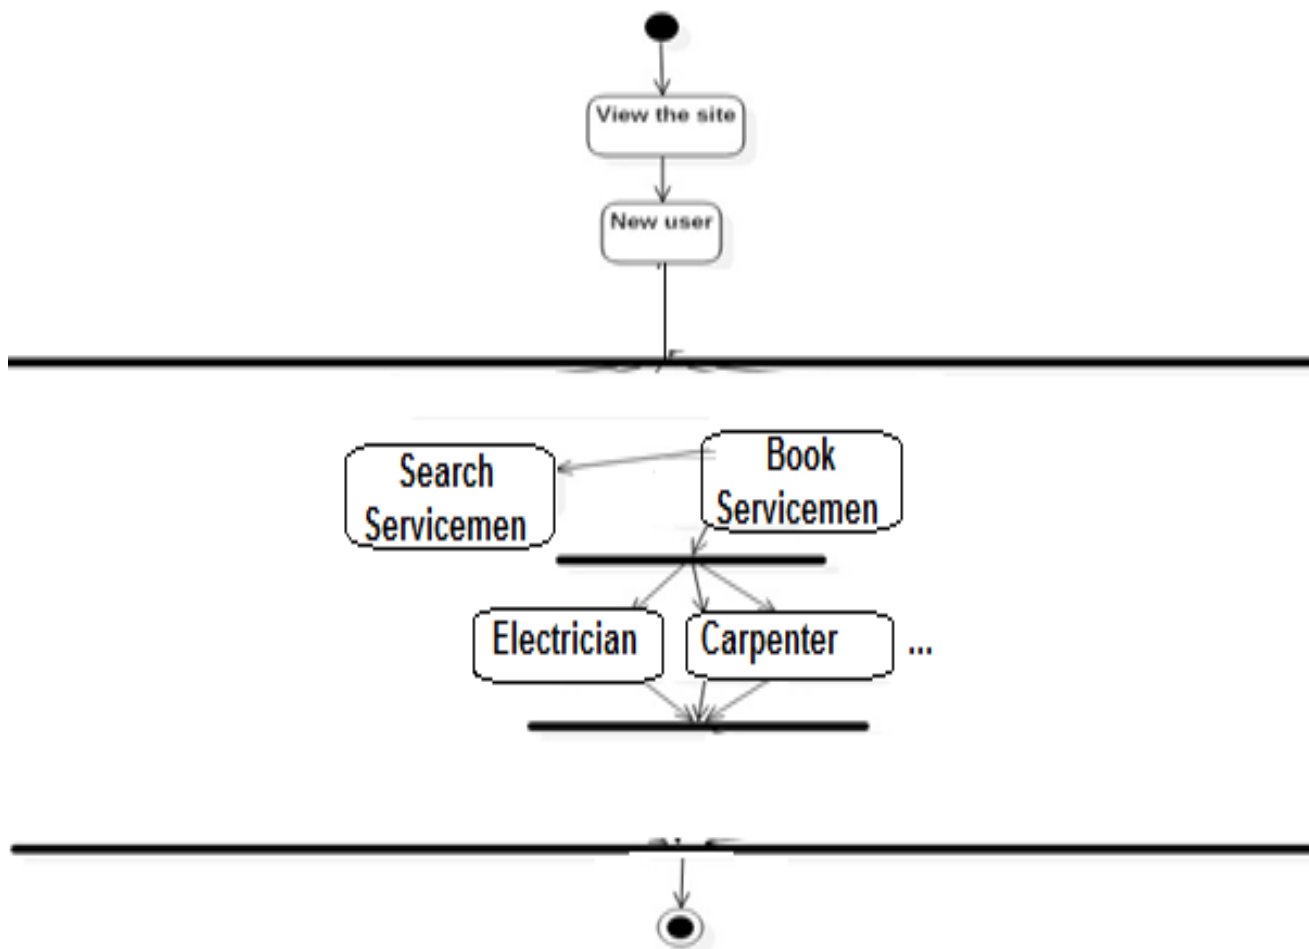 View the site
New user
Search
Servicemen
Book
Servicemen
Electrician
Carpenter
...